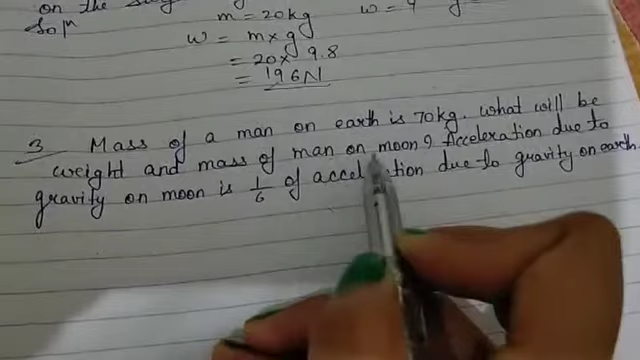 on the
Solⁿ
m = 20kg
w = m×g
= 20× 9.8
= 196N
3 Mass of a man on earth is 70kg. what will be
weight and mass of man on moon? Acceleration due to
gravity on moon is 1/6 of acceleration due to gravity on earth.